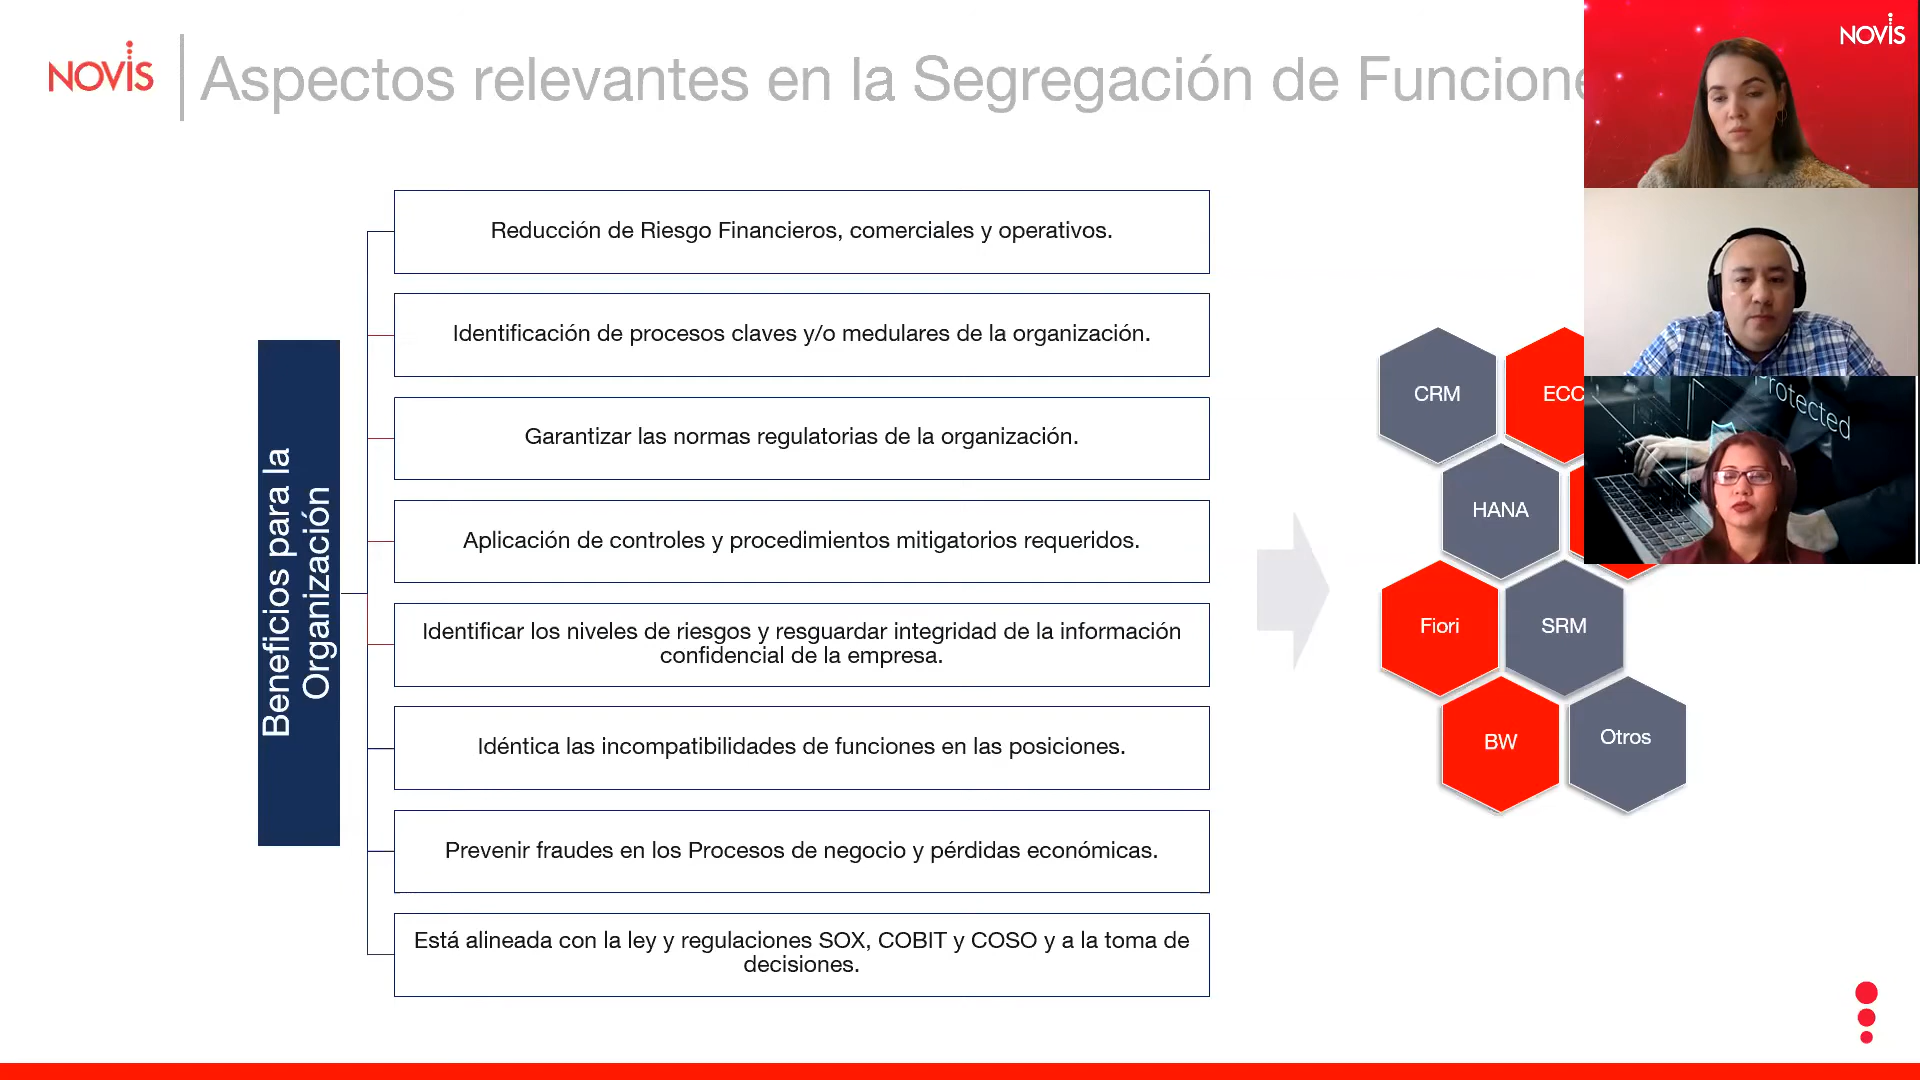 NOVIS
Aspectos relevantes en la Segregación de Funcione
NOVIS
Protected
Beneficios para la
Organización
Reducción de Riesgo Financieros, comerciales y operativos.
Identificación de procesos claves y/o medulares de la organización.
Garantizar las normas regulatorias de la organización.
Aplicación de controles y procedimientos mitigatorios requeridos.
Identificar los niveles de riesgos y resguardar integridad de la información
confidencial de la empresa.
Idéntica las incompatibilidades de funciones en las posiciones.
Prevenir fraudes en los Procesos de negocio y pérdidas económicas.
Está alineada con la ley y regulaciones SOX, COBIT y COSO y a la toma de
decisiones.
CRM
ECC
HANA
Fiori
SRM
BW
Otros